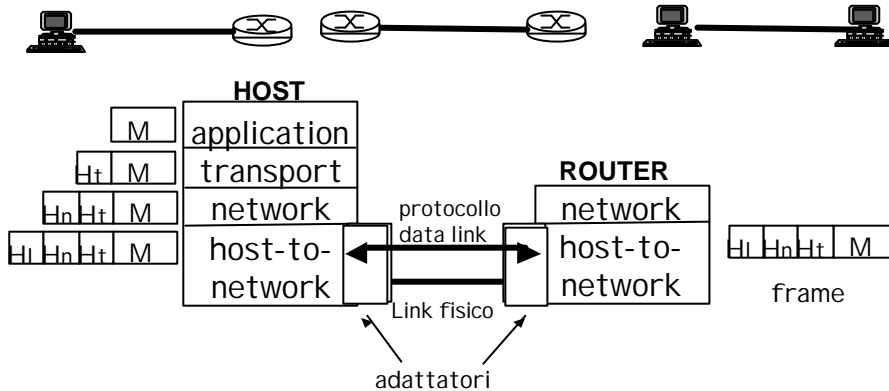 HOST
M
application
Ht M
transport
ROUTER
Hn Ht M
network
protocollo
data link
network
Hl Hn Ht M
host-to-
network
host-to-
network
Hl Hn Ht M
Link fisico
frame
adattatori